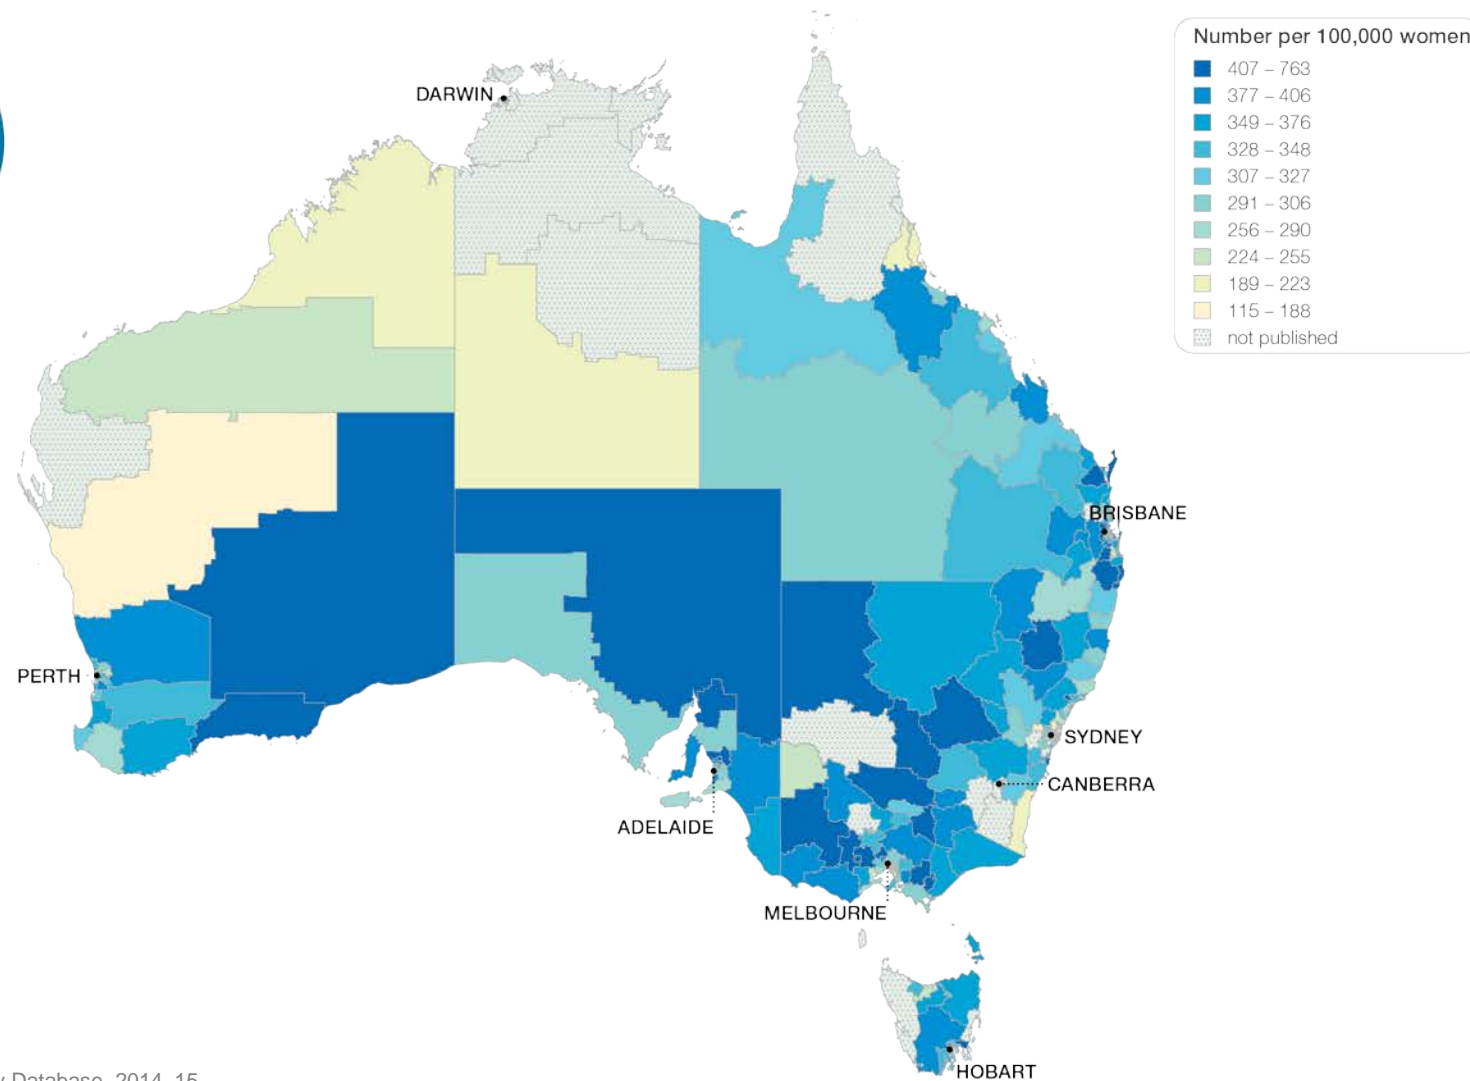 Number per 100,000 women
407 – 763
377 – 406
349 – 376
328 – 348
307 – 327
291 – 306
256 – 290
224 – 255
189 – 223
115 – 188
not published
DARWIN
BRISBANE
PERTH
SYDNEY
CANBERRA
ADELAIDE
MELBOURNE
HOBART
Database, 2014–15